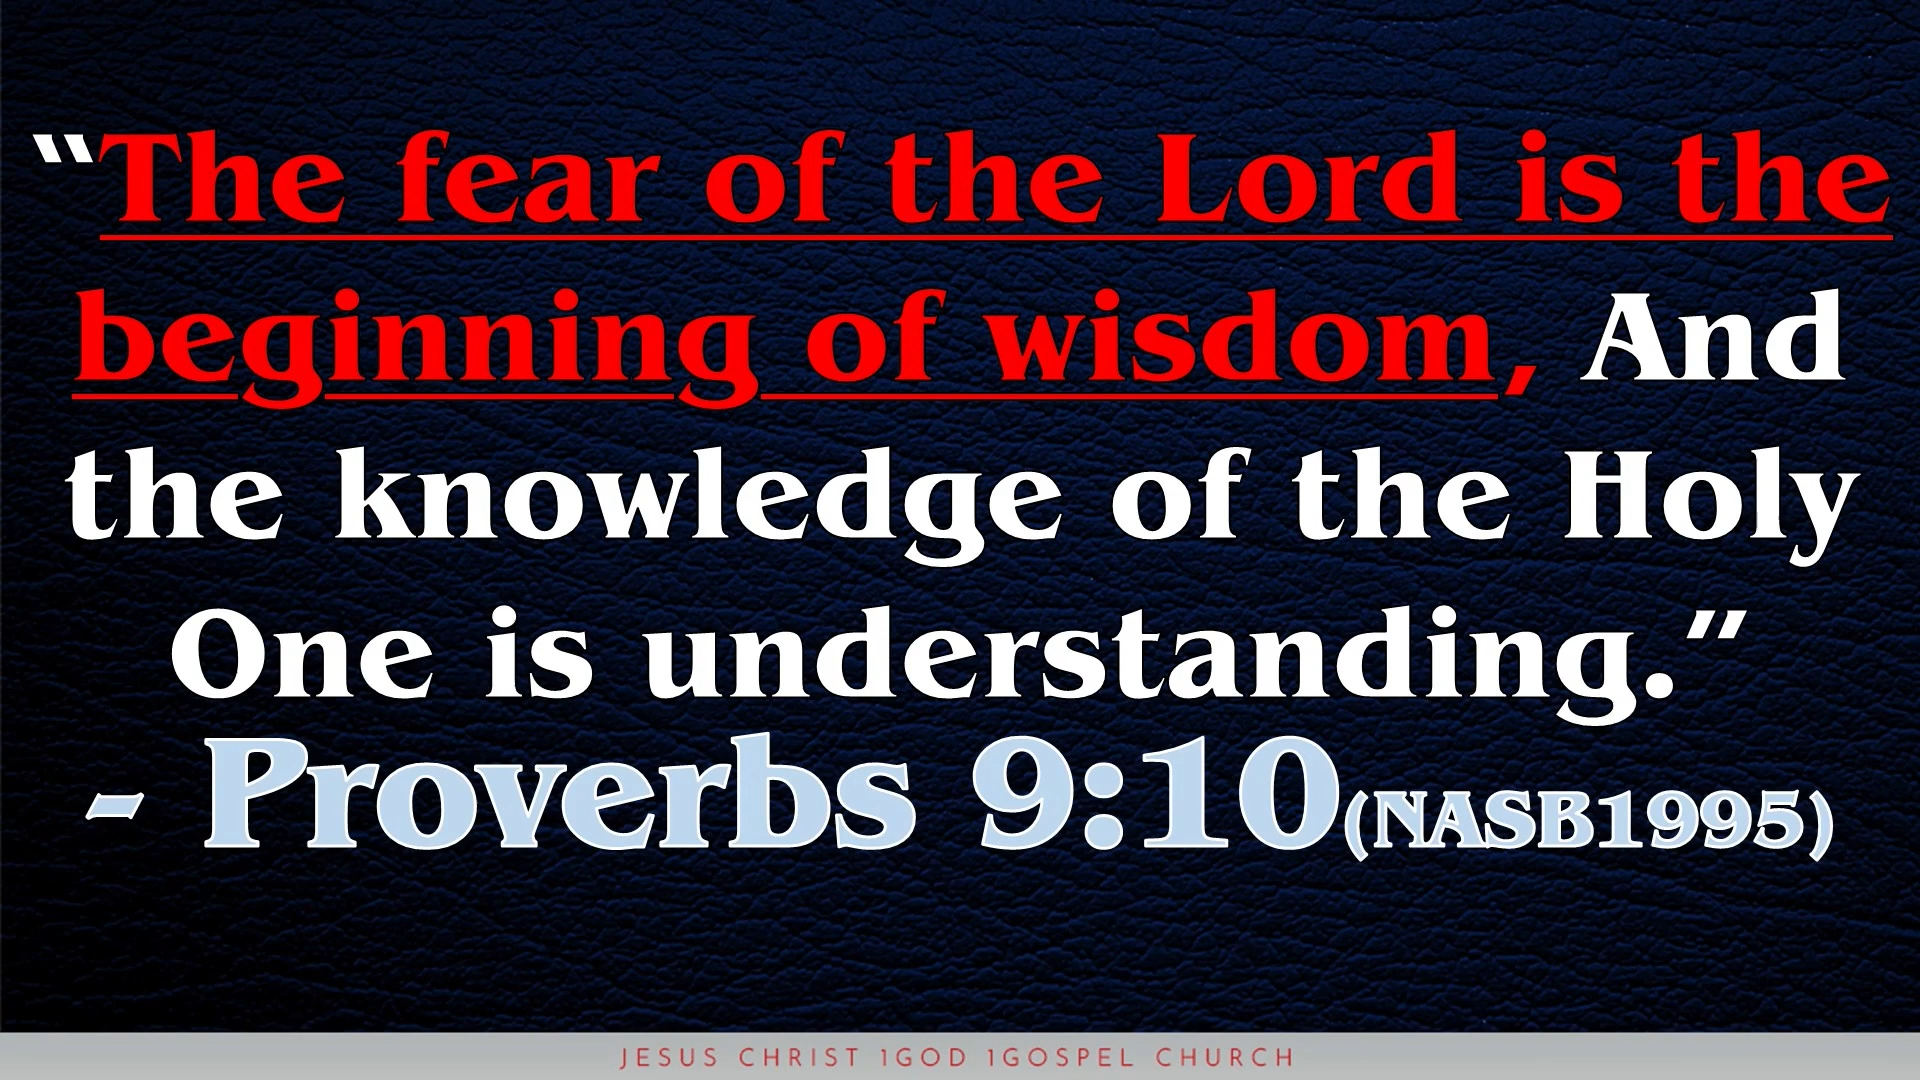 “The fear of the Lord is the
beginning of wisdom, And
the knowledge of the Holy
One is understanding.”
- Proverbs 9:10(NASB1995)
JESUS CHRIST 1GOD 1GOSPEL CHURCH